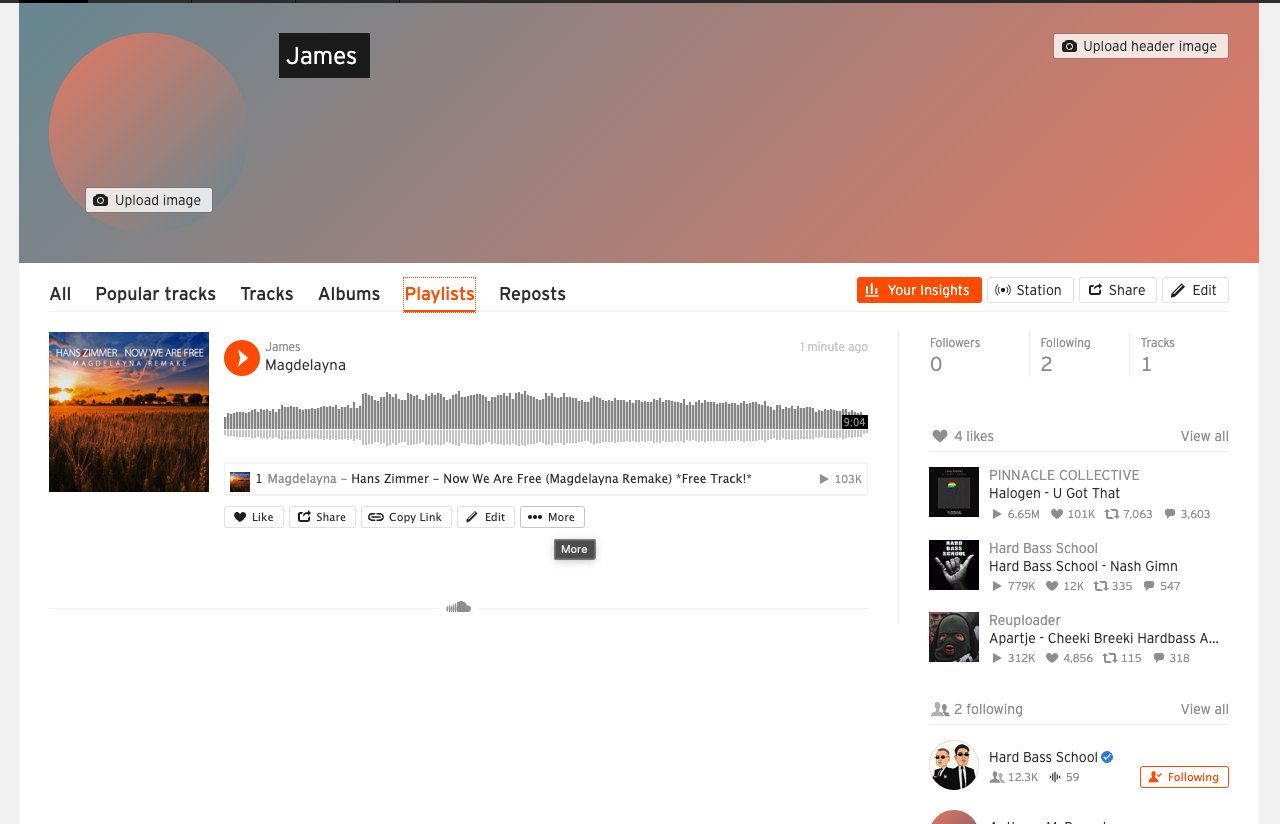 James
Upload header image
Upload image
All Popular tracks Tracks Albums Playlists Reposts
Your Insights Station Share Edit
HANS ZIMMER NOW WE ARE FREE
MAGDELAYNA REMAKE
James
1 minute ago
Magdelayna
9:04
1 Magdelayna – Hans Zimmer – Now We Are Free (Magdelayna Remake) *Free Track!* 103K
Like Share Copy Link Edit More
More
Followers Following Tracks
0 2 1
4 likes View all
PINNACLE COLLECTIVE
Halogen - U Got That
6.65M 101K 7,063 3,603
HARD
BASS
SCHOOL
Hard Bass School
Hard Bass School - Nash Gimn
779K 12K 335 547
Reuploader
Apartje - Cheeki Breeki Hardbass A...
312K 4,856 115 318
2 following View all
Hard Bass School
12.3K 59
Following